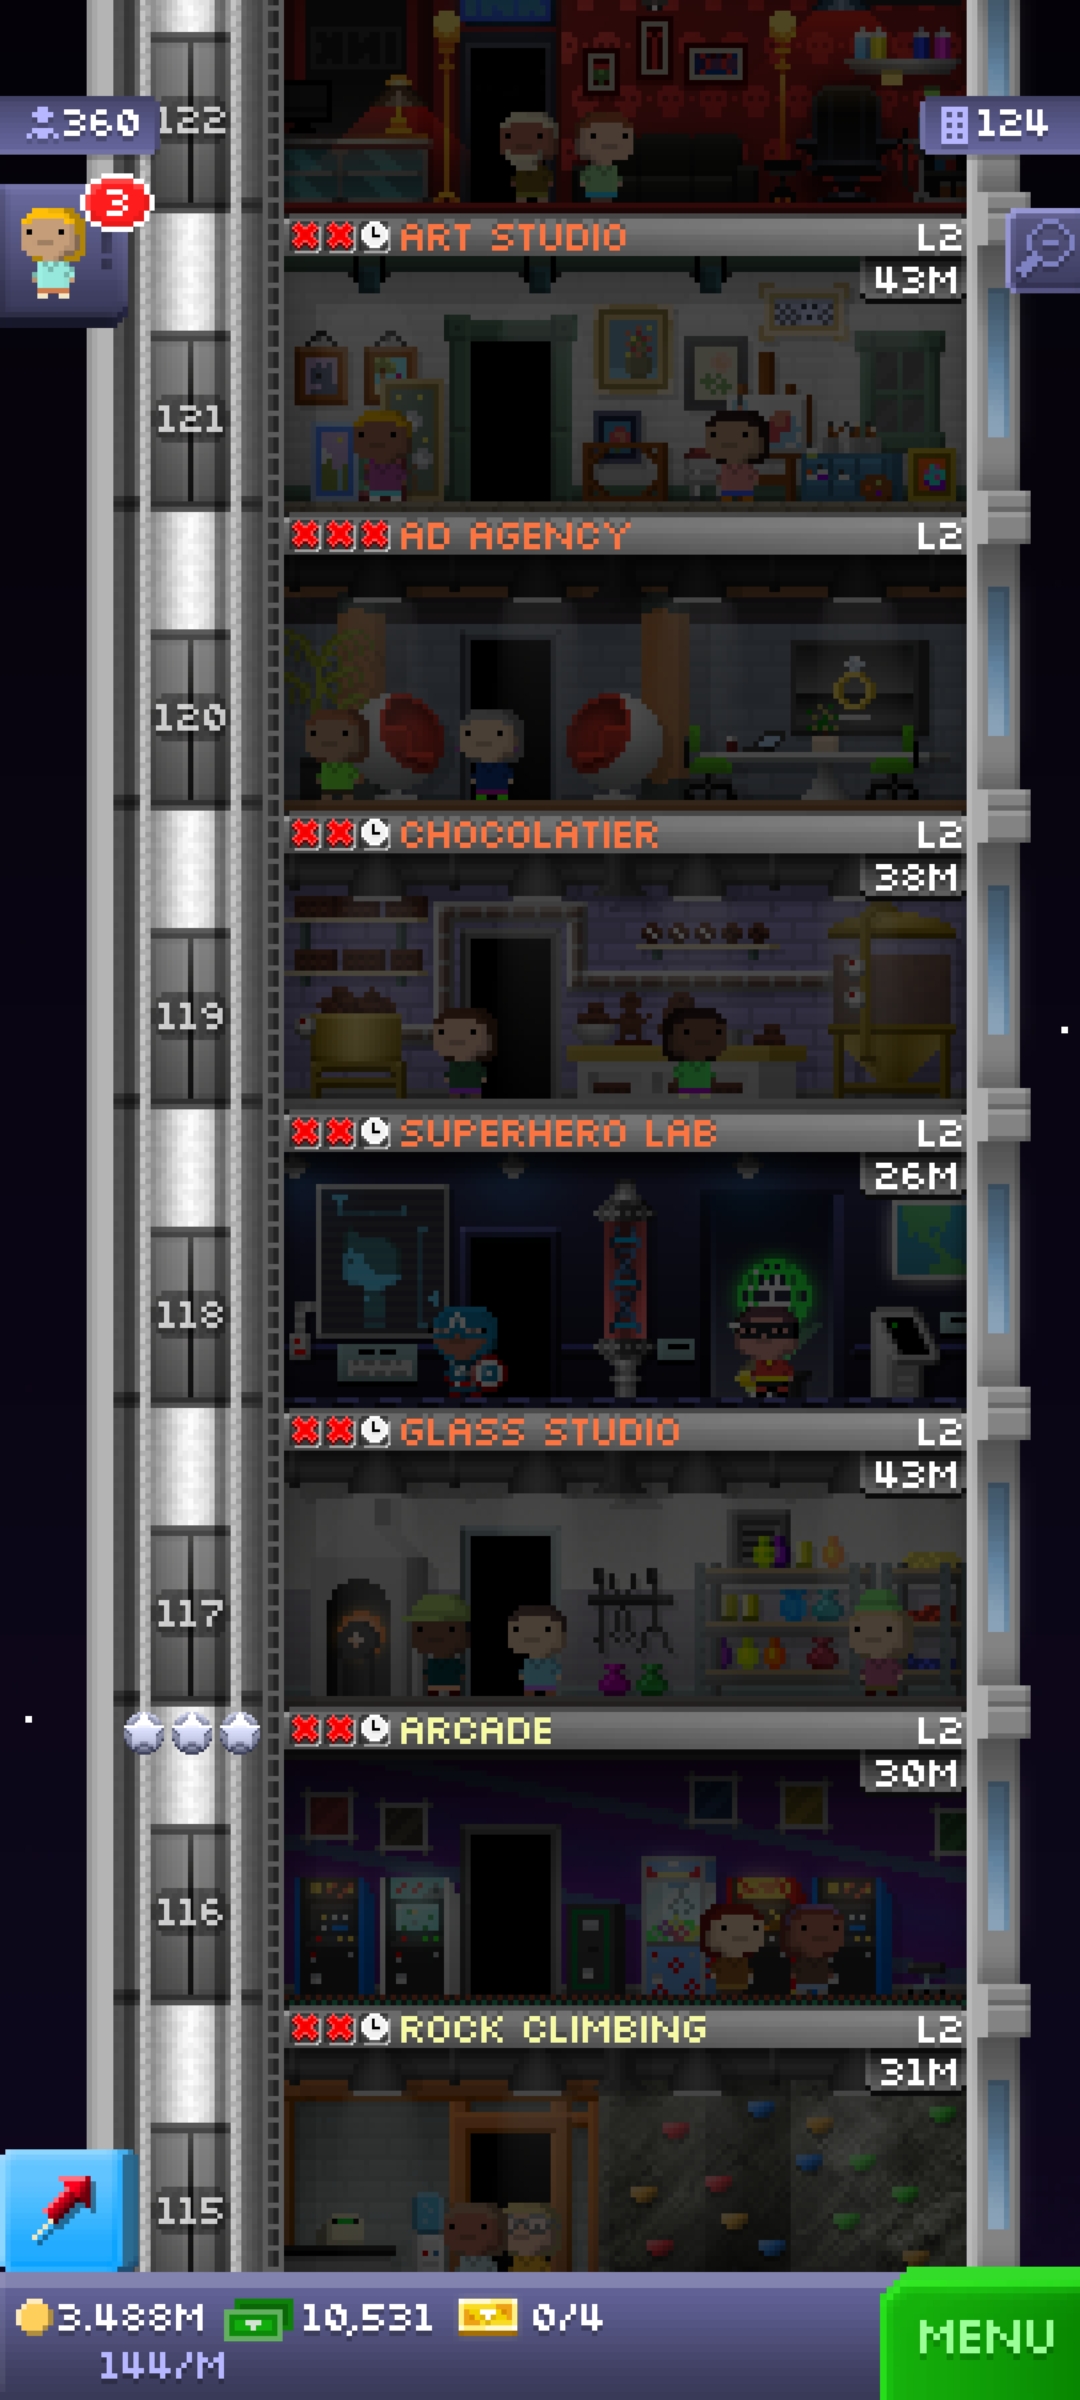 INK
INK
360
122
124
3
ART STUDIO L2
43M
121
AD AGENCY L2
120
CHOCOLATIER L2
38M
119
SUPERHERO LAB L2
26M
118
GLASS STUDIO L2
43M
117
ARCADE L2
30M
116
ROCK CLIMBING L2
31M
115
3.488M 10,531 0/4
144/M
MENU